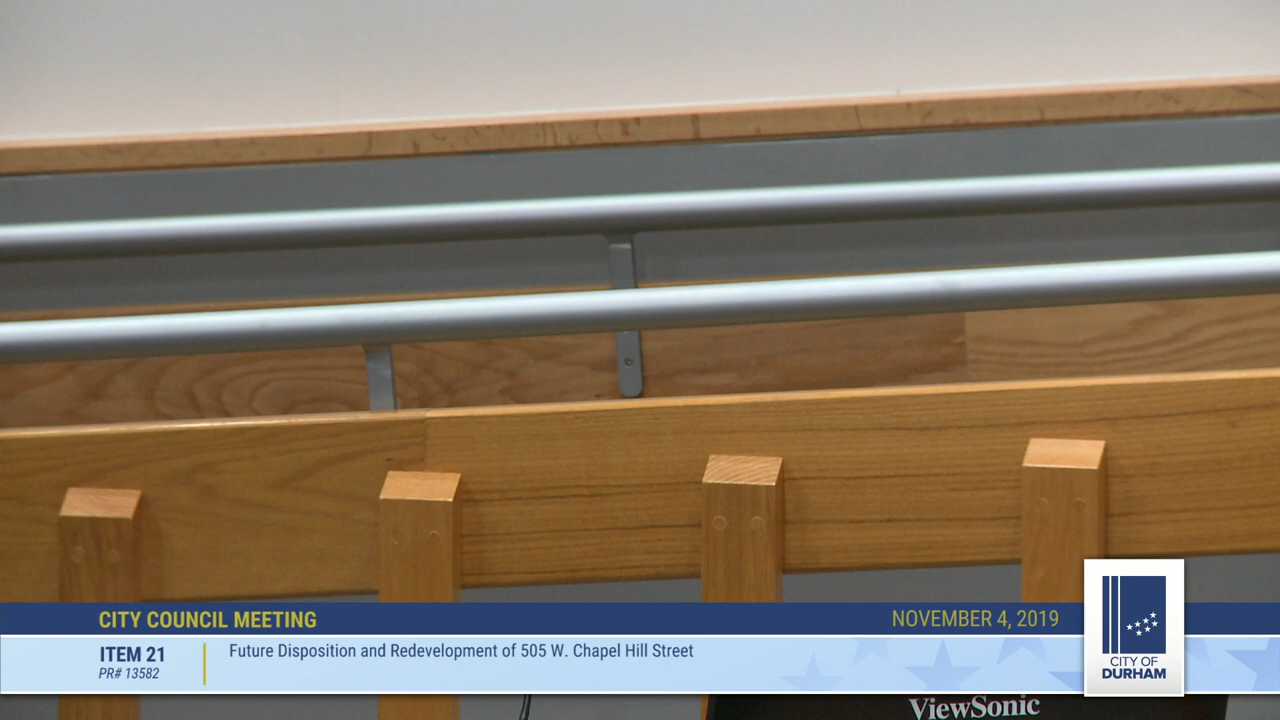 CITY COUNCIL MEETING
NOVEMBER 4, 2019
ITEM 21
Future Disposition and Redevelopment of 505 W. Chapel Hill Street
PR# 13582
CITY OF
DURHAM
ViewSonic